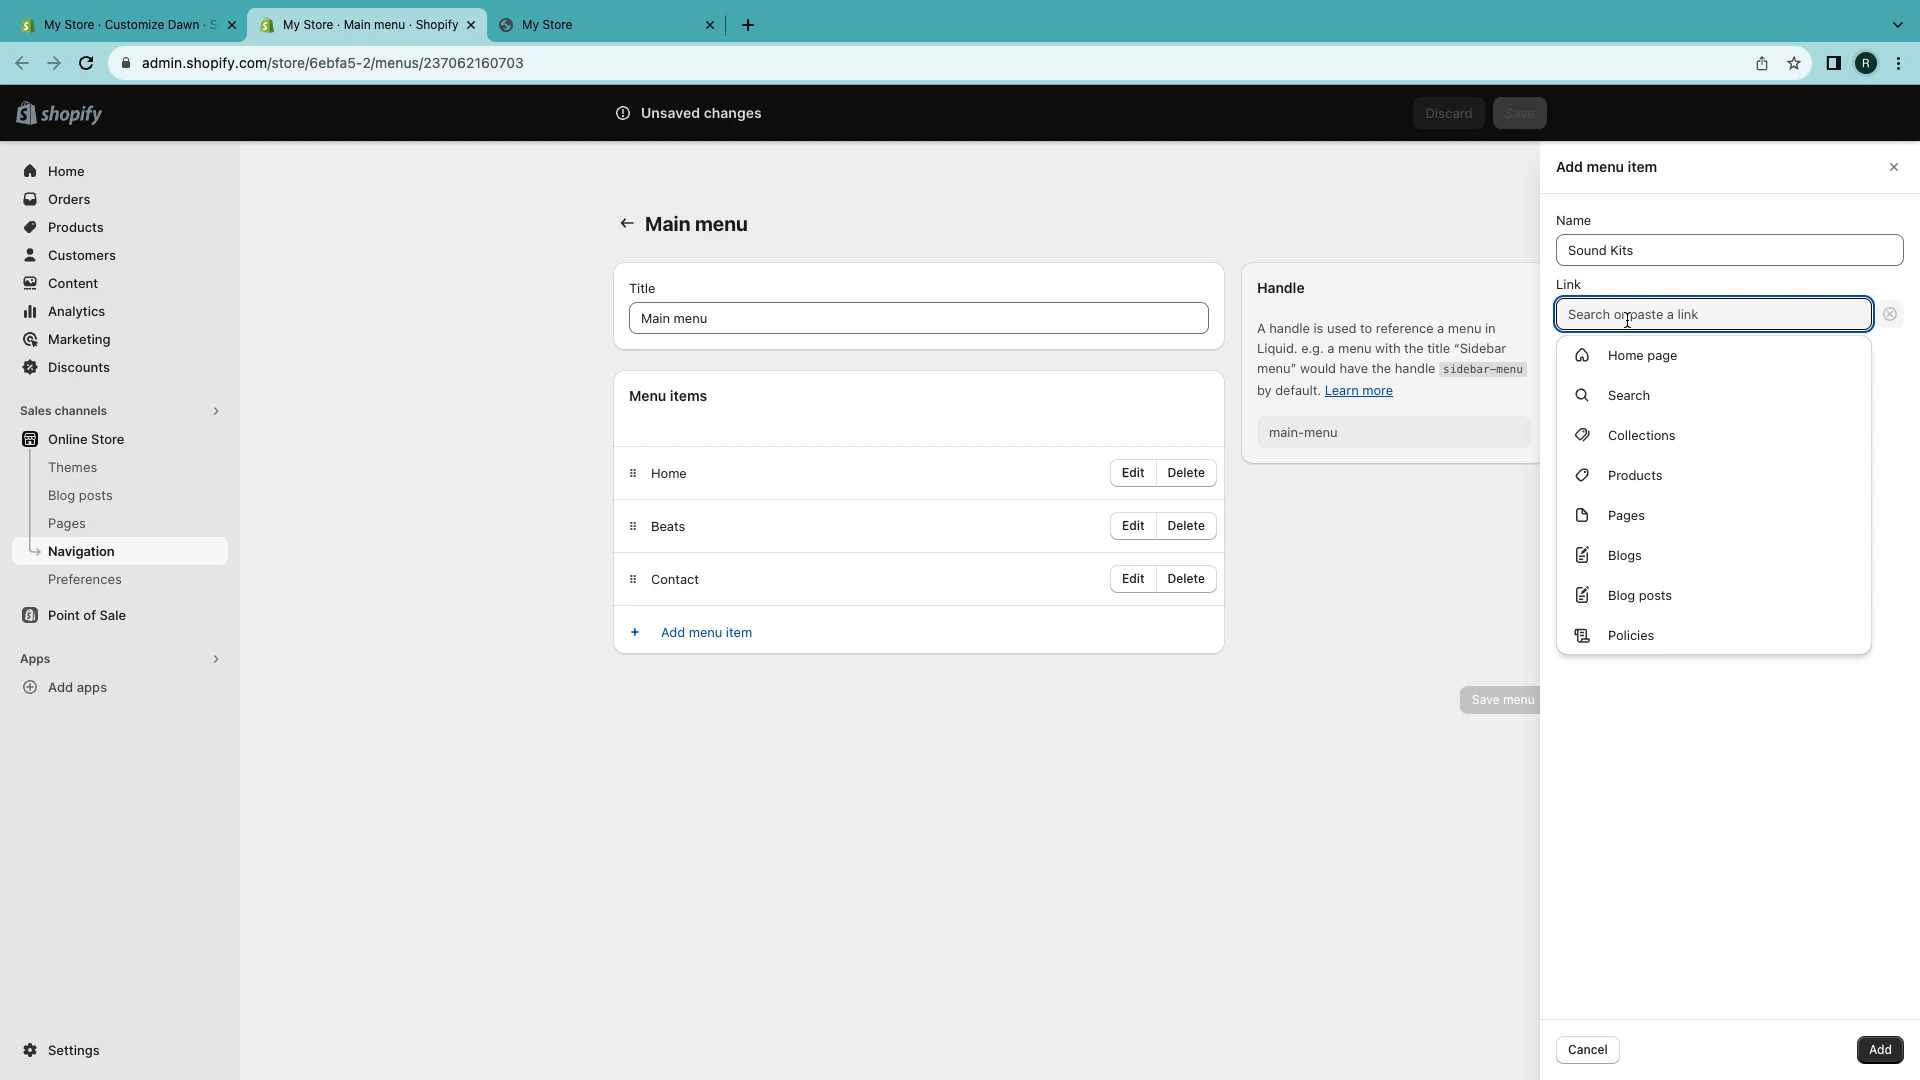 My Store · Customize Dawn · S
My Store · Main menu · Shopify
My Store
admin.shopify.com/store/6ebfa5-2/menus/237062160703
R
shopify
Unsaved changes
Discard
Save
Home
Orders
Products
Customers
Content
Analytics
Marketing
Discounts
Sales channels
Online Store
Themes
Blog posts
Pages
Navigation
Preferences
Point of Sale
Apps
Add apps
Settings
Main menu
Title
Main menu
Menu items
Home
Edit
Delete
Beats
Edit
Delete
Contact
Edit
Delete
Add menu item
Handle
A handle is used to reference a menu in
Liquid. e.g. a menu with the title “Sidebar
menu” would have the handle sidebar-menu
by default. Learn more
main-menu
Save menu
Add menu item
Name
Sound Kits
Link
Search or paste a link
Home page
Search
Collections
Products
Pages
Blogs
Blog posts
Policies
Cancel
Add